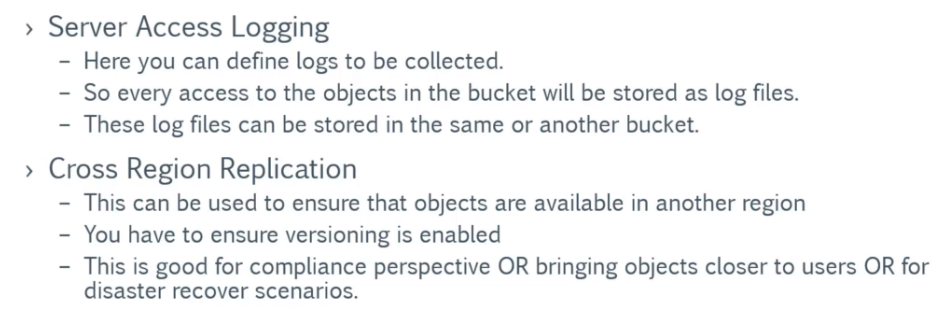 › Server Access Logging
– Here you can define logs to be collected.
– So every access to the objects in the bucket will be stored as log files.
– These log files can be stored in the same or another bucket.
› Cross Region Replication
– This can be used to ensure that objects are available in another region
– You have to ensure versioning is enabled
– This is good for compliance perspective OR bringing objects closer to users OR for
disaster recover scenarios.